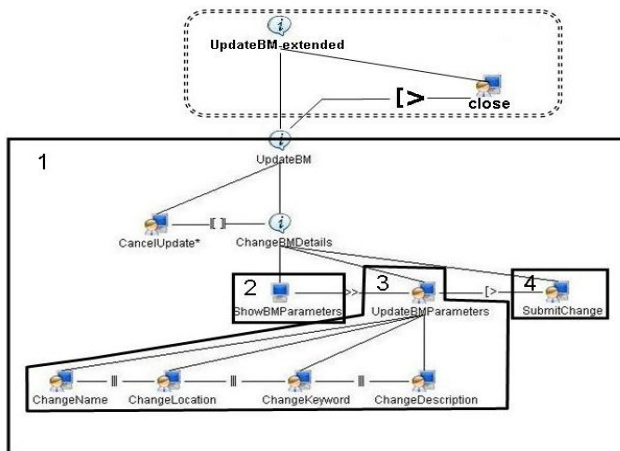 UpdateBM extended
[>
close
1
UpdateBM
CancelUpdate*
[]
ChangeBMDetails
2
3
4
ShowBMParameters
>>
UpdateBMParameters
[>
SubmitChange
ChangeName
|||
ChangeLocation
|||
ChangeKeyword
|||
ChangeDescription